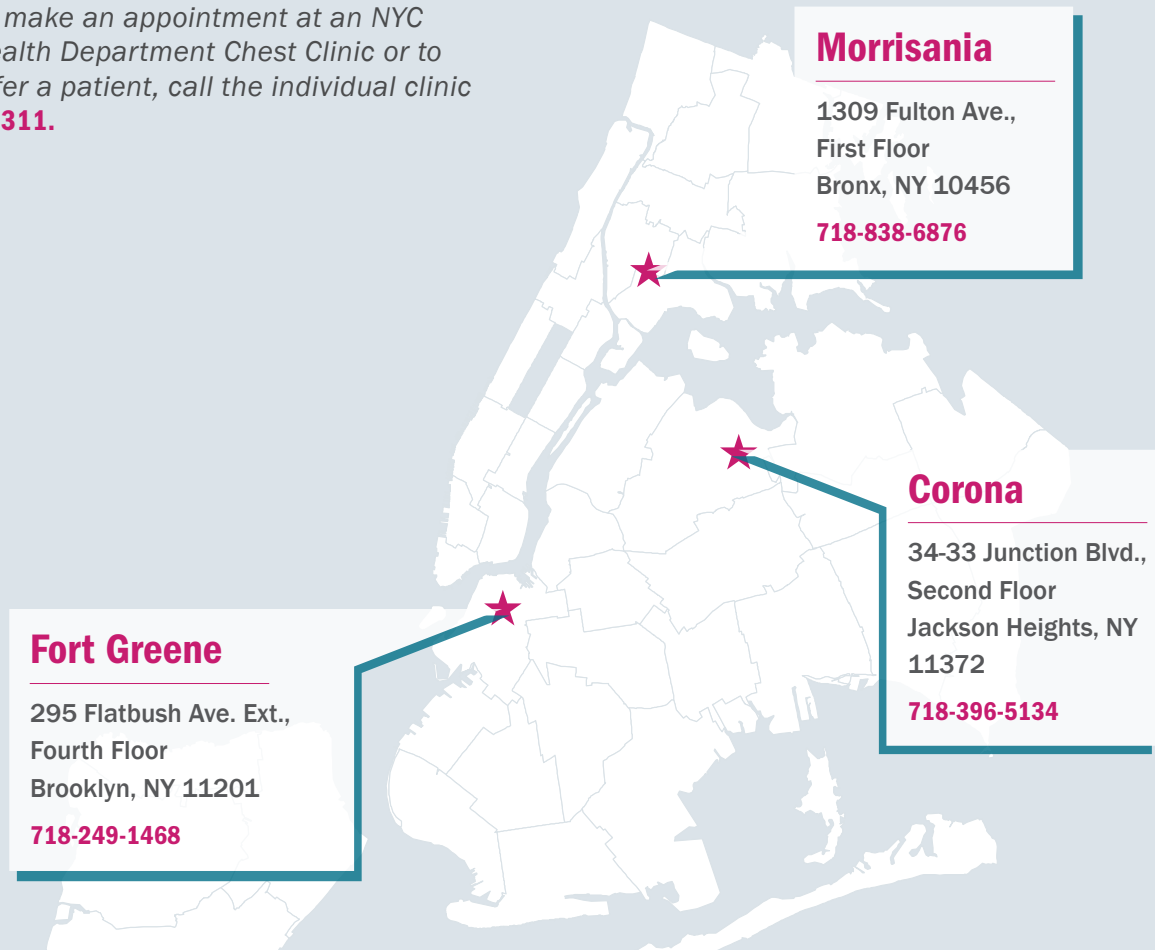 make an appointment at an NYC
ealth Department Chest Clinic or to
fer a patient, call the individual clinic
311.
Morrisania
1309 Fulton Ave.,
First Floor
Bronx, NY 10456
718-838-6876
Corona
34-33 Junction Blvd.,
Second Floor
Jackson Heights, NY
11372
718-396-5134
Fort Greene
295 Flatbush Ave. Ext.,
Fourth Floor
Brooklyn, NY 11201
718-249-1468